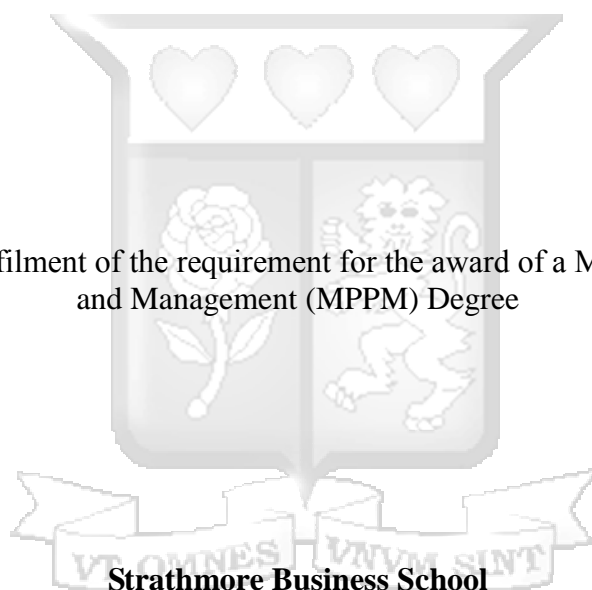 filment of the requirement for the award of a M
and Management (MPPM) Degree
VT OMNES VNVM SINT
Strathmore Business School